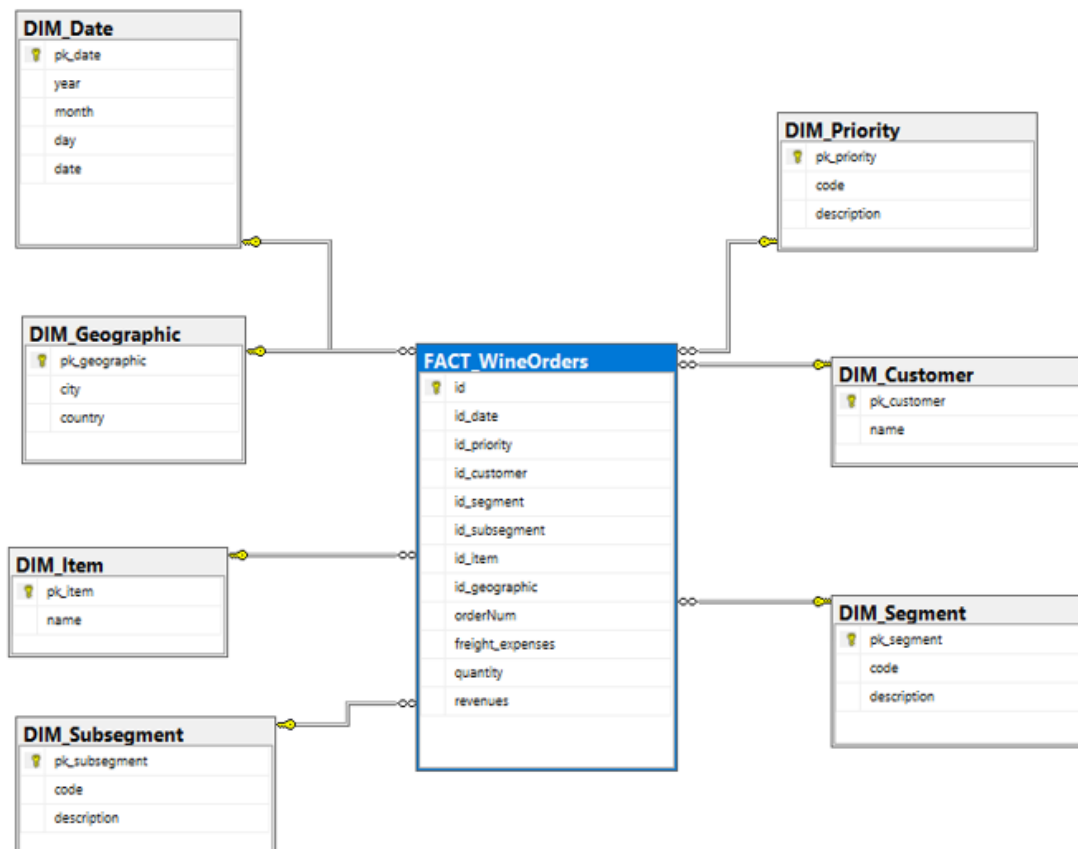 DIM_Date
pk_date
year
month
day
date
DIM_Priority
pk_priority
code
description
DIM_Geographic
pk_geographic
city
country
FACT_WineOrders
id
id_date
id_priority
id_customer
id_segment
id_subsegment
id_item
id_geographic
orderNum
freight_expenses
quantity
revenues
DIM_Customer
pk_customer
name
DIM_Item
pk_item
name
DIM_Segment
pk_segment
code
description
DIM_Subsegment
pk_subsegment
code
description